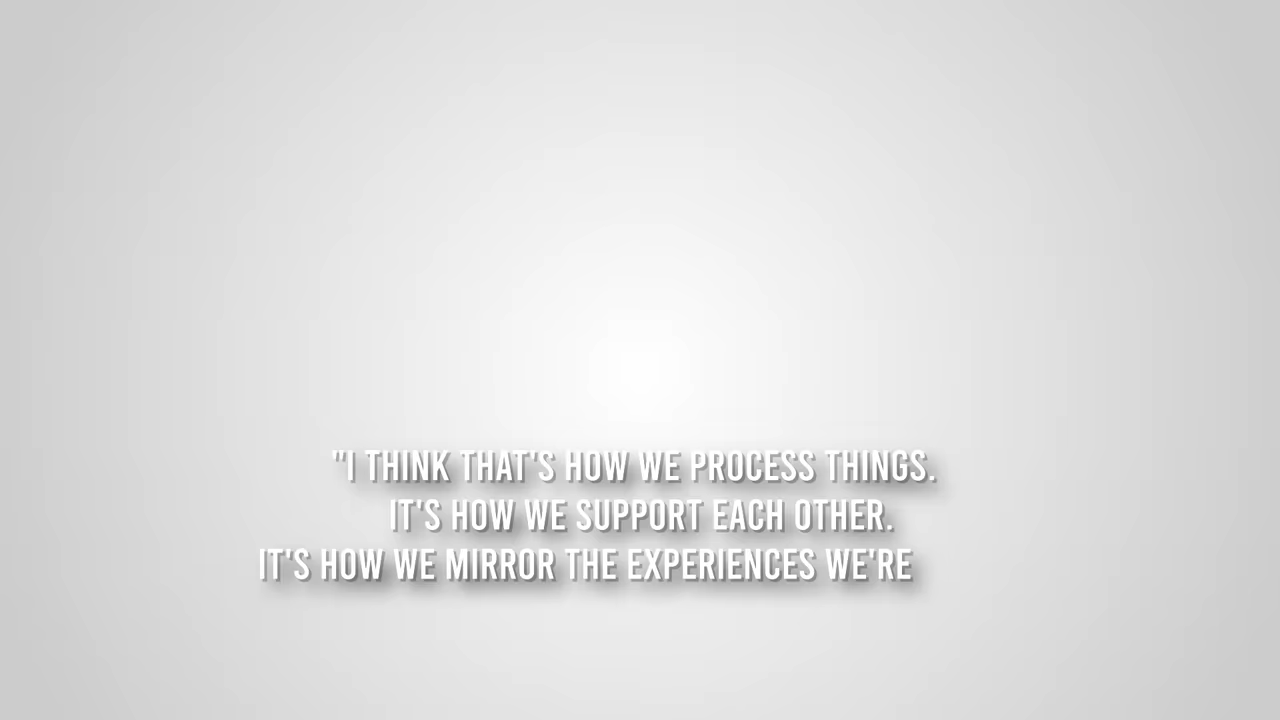 "I THINK THAT'S HOW WE PROCESS THINGS.
IT'S HOW WE SUPPORT EACH OTHER.
IT'S HOW WE MIRROR THE EXPERIENCES WE'RE